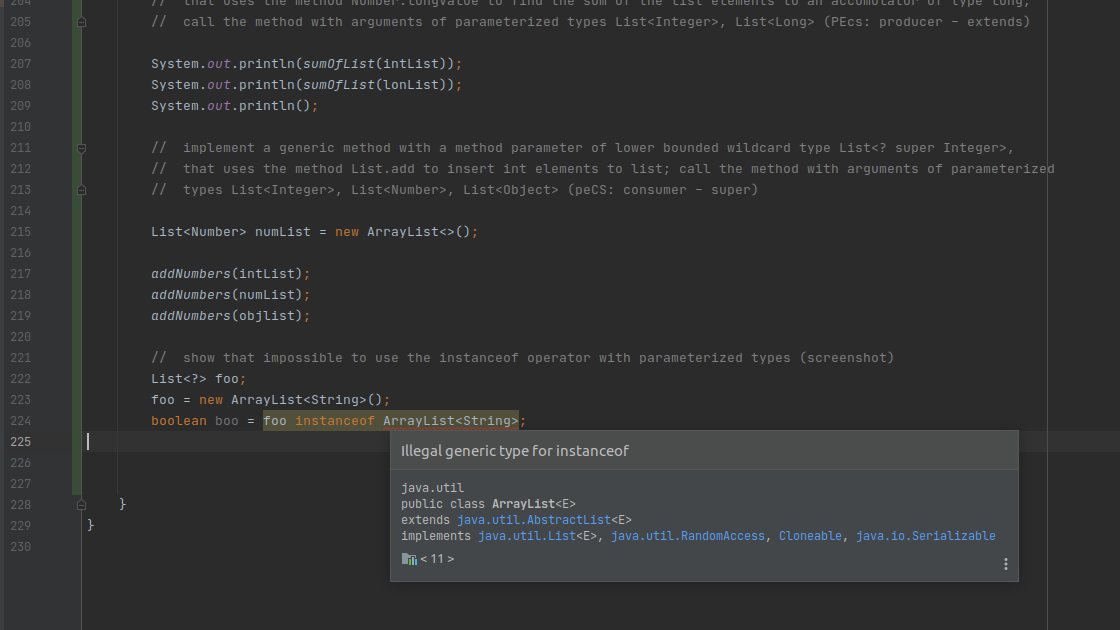 204 // that uses the method Number.longValue to find the sum of the list elements to an accomulator of type long;
205 // call the method with arguments of parameterized types List<Integer>, List<Long> (PEcs: producer - extends)
206
207 System.out.println(sumOfList(intList));
208 System.out.println(sumOfList(lonList));
209 System.out.println();
210
211 // implement a generic method with a method parameter of lower bounded wildcard type List<? super Integer>,
212 // that uses the method List.add to insert int elements to list; call the method with arguments of parameterized
213 // types List<Integer>, List<Number>, List<Object> (peCS: consumer - super)
214
215 List<Number> numList = new ArrayList<>();
216
217 addNumbers(intList);
218 addNumbers(numList);
219 addNumbers(objlist);
220
221 // show that impossible to use the instanceof operator with parameterized types (screenshot)
222 List<?> foo;
223 foo = new ArrayList<String>();
224 boolean boo = foo instanceof ArrayList<String>;
225
226
227
228 }
229 }
230
Illegal generic type for instanceof
java.util
public class ArrayList<E>
extends java.util.AbstractList<E>
implements java.util.List<E>, java.util.RandomAccess, Cloneable, java.io.Serializable
< 11 >